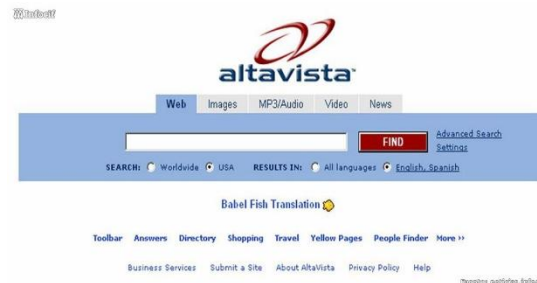 altavista™
Web Images MP3/Audio Video News
FIND
Advanced Search
Settings
SEARCH: Worldwide USA RESULTS IN: All languages English, Spanish
Babel Fish Translation
Toolbar Answers Directory Shopping Travel Yellow Pages People Finder More >>
Business Services Submit a Site About AltaVista Privacy Policy Help